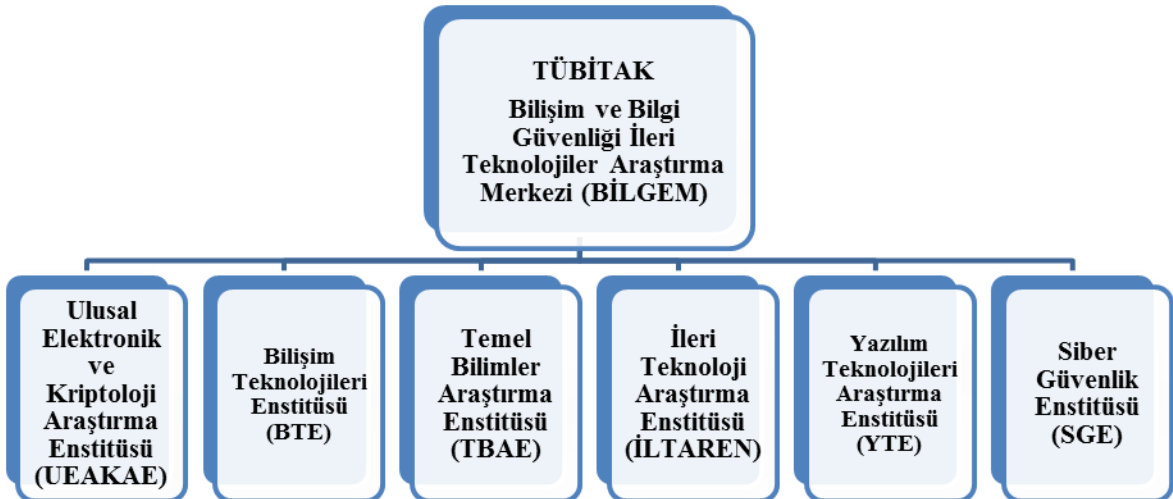 TÜBİTAK
Bilişim ve Bilgi
Güvenliği İleri
Teknolojiler Araştırma
Merkezi (BİLGEM)
Ulusal
Elektronik
ve
Kriptoloji
Araştırma
Enstitüsü
(UEAKAE)
Bilişim
Teknolojileri
Enstitüsü
(BTE)
Temel
Bilimler
Araştırma
Enstitüsü
(TBAE)
İleri
Teknoloji
Araştırma
Enstitüsü
(İLTAREN)
Yazılım
Teknolojileri
Araştırma
Enstitüsü
(YTE)
Siber
Güvenlik
Enstitüsü
(SGE)